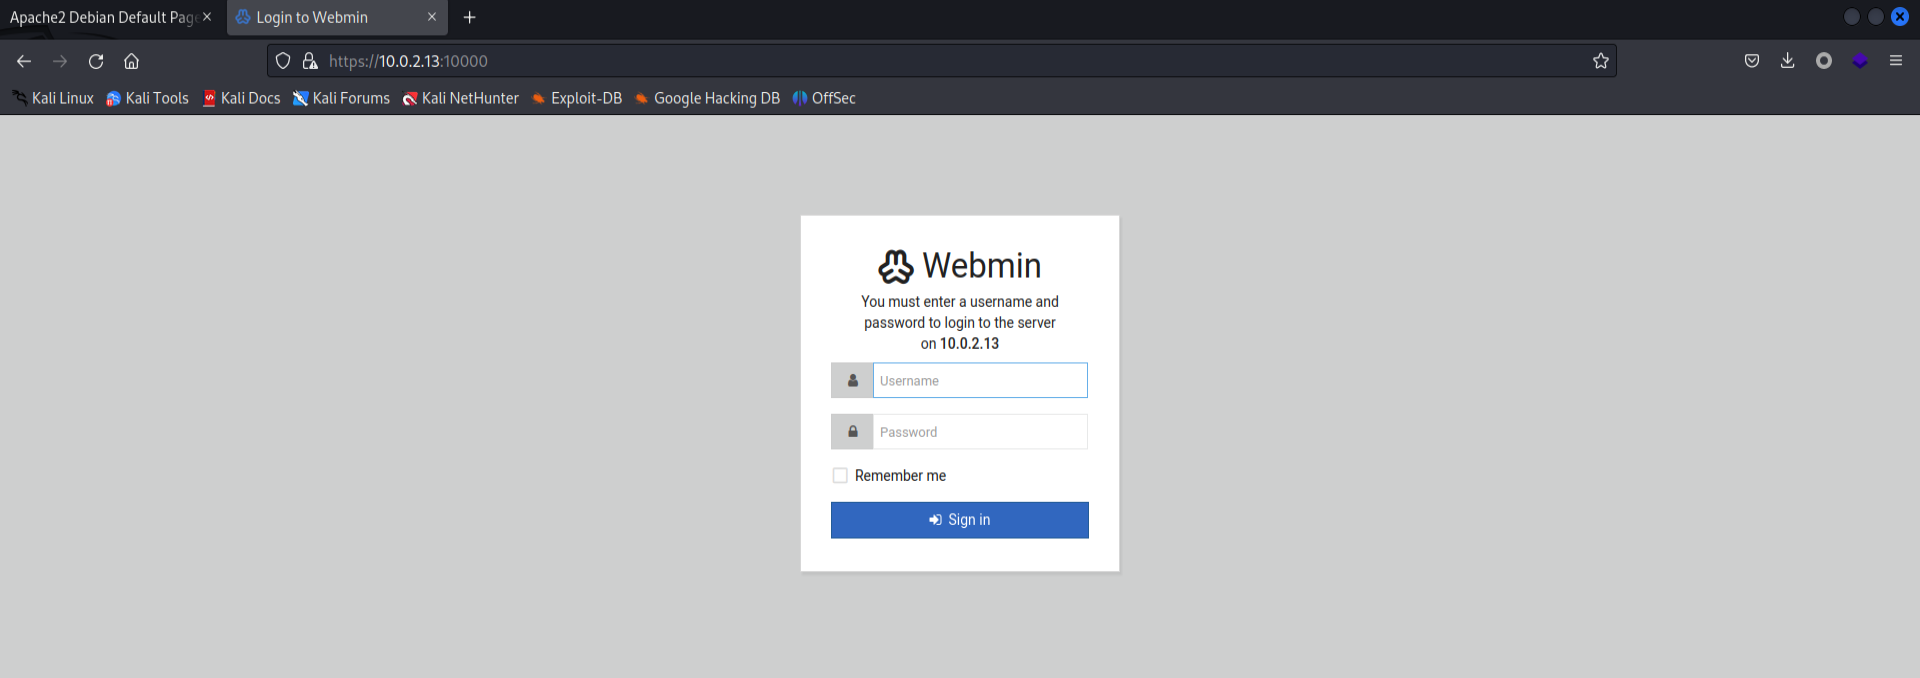 Apache2 Debian Default Pag
Login to Webmin
https://10.0.2.13:10000
Kali Linux Kali Tools Kali Docs Kali Forums Kali NetHunter Exploit-DB Google Hacking DB OffSec
Webmin
You must enter a username and
password to login to the server
on 10.0.2.13
Username
Password
Remember me
Sign in